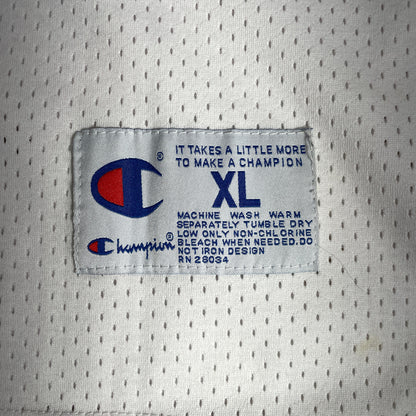 IT TAKES A LITTLE MORE
TO MAKE A CHAMPION
XL
MACHINE WASH WARM
SEPARATELY TUMBLE DRY
LOW ONLY NON-CHLORINE
BLEACH WHEN NEEDED. DO
NOT IRON DESIGN
RN 26034
®
Champion®